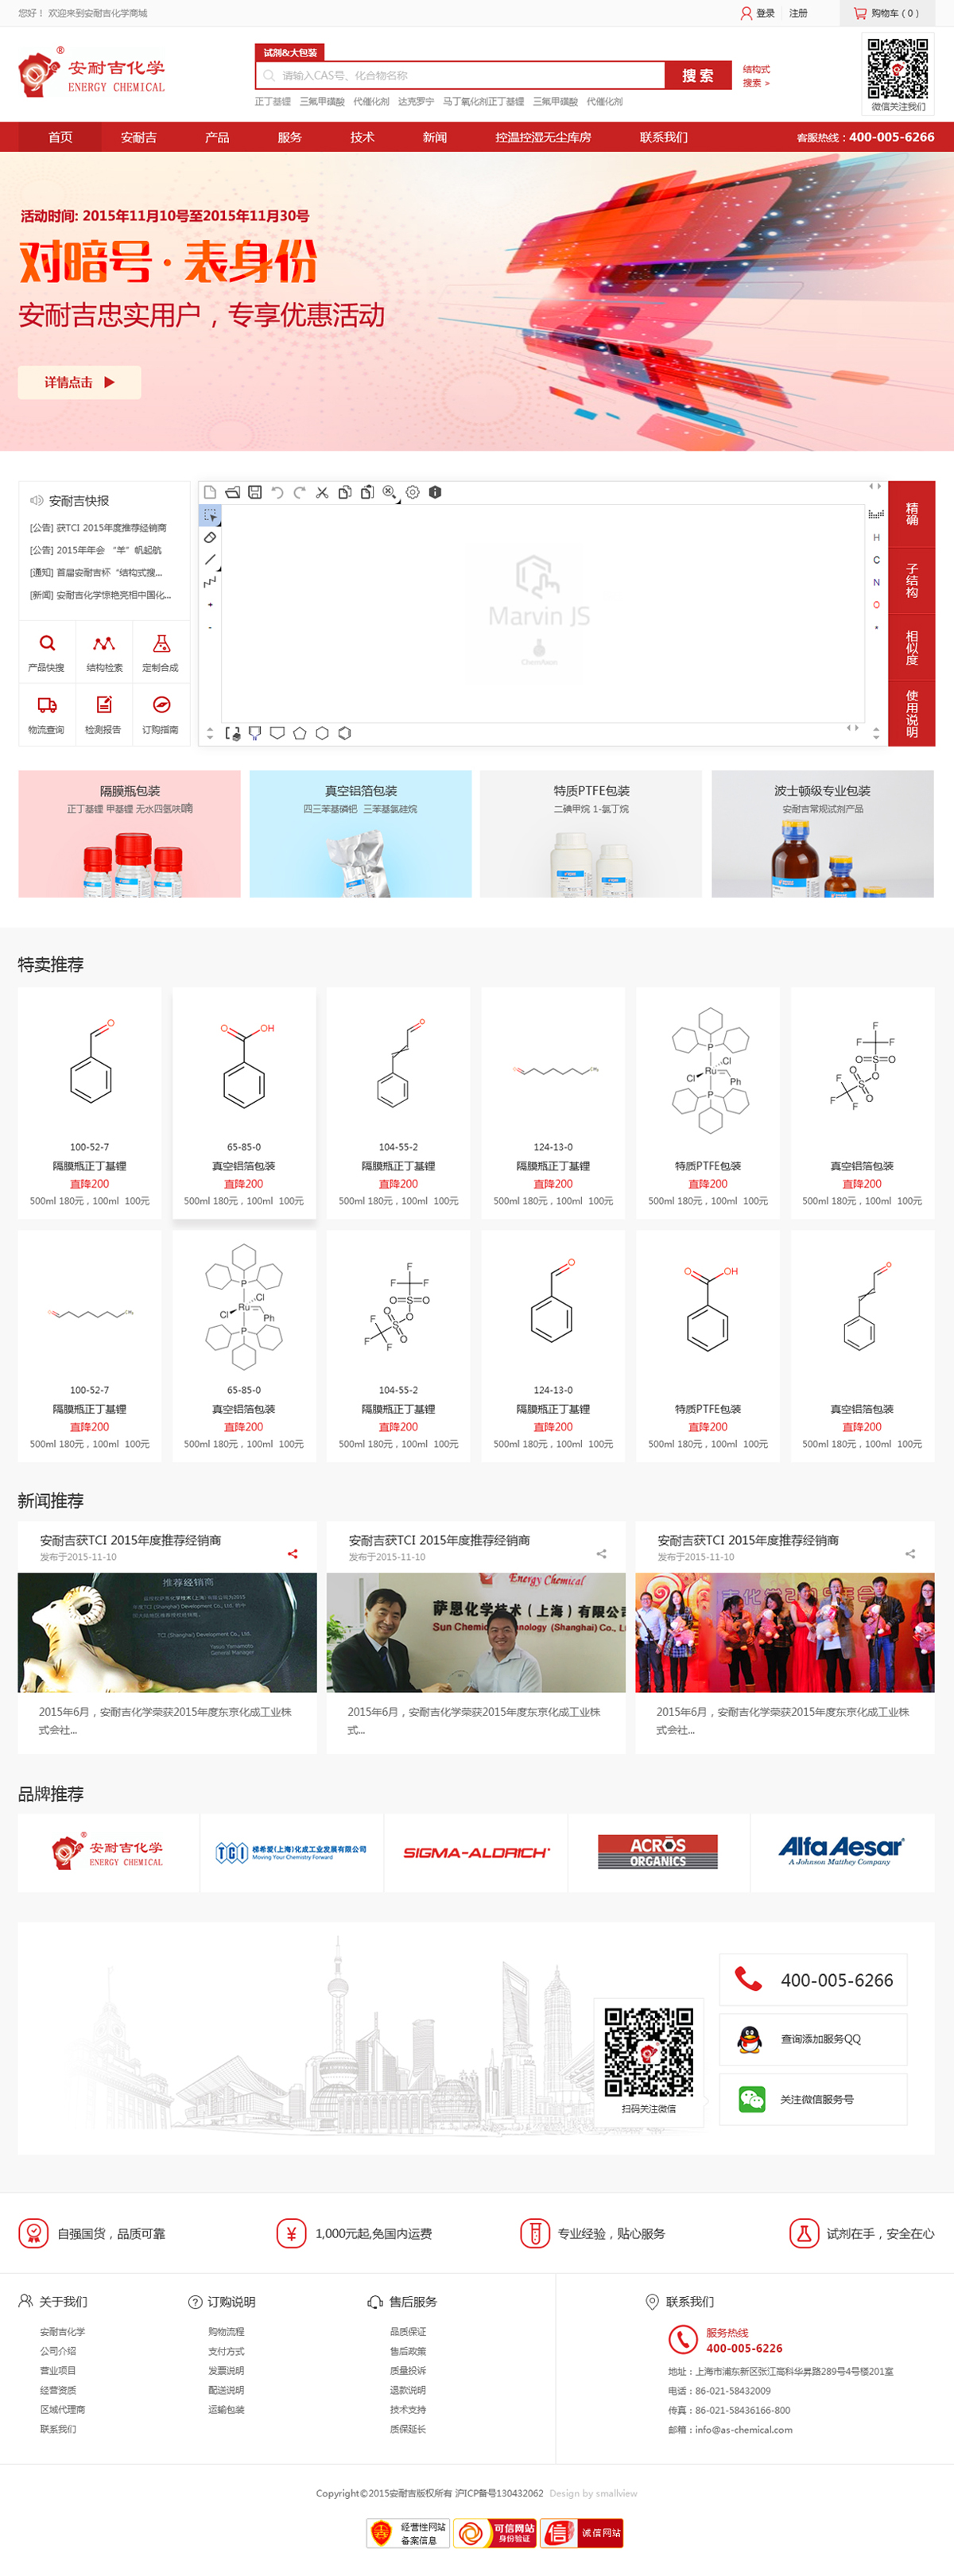 您好！ 欢迎来到安耐吉化学商城
登录 注册 购物车 ( 0 )
安耐吉化学
ENERGY CHEMICAL
试剂&大包装
请输入CAS号、化合物名称
搜 索
结构式
搜索 >
正丁基锂 三氟甲磺酸 代催化剂 达克罗宁 马丁氧化剂正丁基锂 三氟甲磺酸 代催化剂
微信关注我们
首页 安耐吉 产品 服务 技术 新闻 控温控湿无尘库房 联系我们 客服热线：400-005-6266
活动时间: 2015年11月10号至2015年11月30号
对暗号 · 表身份
安耐吉忠实用户，专享优惠活动
详情点击
安耐吉快报
[公告] 获TCI 2015年度推荐经销商
[公告] 2015年年会 “羊”帆起航
[通知] 首届安耐吉杯“结构式搜...
[新闻] 安耐吉化学惊艳亮相中国化...
产品快搜 结构检索 定制合成
物流查询 检测报告 订购指南
H
C
N
O
Marvin JS
ChemAxon
精确
子结构
相似度
使用说明
隔膜瓶包装
正丁基锂 甲基锂 无水四氢呋喃
真空铝箔包装
四三苯基磷钯 三苯基氯硅烷
特质PTFE包装
二碘甲烷 1-氯丁烷
波士顿级专业包装
安耐吉常规试剂产品
特卖推荐
100-52-7 65-85-0 104-55-2 124-13-0
隔膜瓶正丁基锂 真空铝箔包装 隔膜瓶正丁基锂 隔膜瓶正丁基锂 特质PTFE包装 真空铝箔包装
直降200 直降200 直降200 直降200 直降200 直降200
500ml 180元，100ml 100元 500ml 180元，100ml 100元 500ml 180元，100ml 100元 500ml 180元，100ml 100元 500ml 180元，100ml 100元 500ml 180元，100ml 100元
100-52-7 65-85-0 104-55-2 124-13-0
隔膜瓶正丁基锂 真空铝箔包装 隔膜瓶正丁基锂 隔膜瓶正丁基锂 特质PTFE包装 真空铝箔包装
直降200 直降200 直降200 直降200 直降200 直降200
500ml 180元，100ml 100元 500ml 180元，100ml 100元 500ml 180元，100ml 100元 500ml 180元，100ml 100元 500ml 180元，100ml 100元 500ml 180元，100ml 100元
新闻推荐
安耐吉获TCI 2015年度推荐经销商 安耐吉获TCI 2015年度推荐经销商 安耐吉获TCI 2015年度推荐经销商
发布于2015-11-10 发布于2015-11-10 发布于2015-11-10
推荐经销商
TCI (Shanghai) Development Co., Ltd.
General Manager
Energy Chemical
萨恩化学技术（上海）有限公司
2015年6月，安耐吉化学荣获2015年度东京化成工业株
式会社...
2015年6月，安耐吉化学荣获2015年度东京化成工业株
式...
2015年6月，安耐吉化学荣获2015年度东京化成工业株
式会社...
品牌推荐
安耐吉化学
ENERGY CHEMICAL
TCI 梯希爱(上海)化成工业发展有限公司
Moving Your Chemistry Forward
SIGMA-ALDRICH
ACROS
ORGANICS
Alfa Aesar
A Johnson Matthey Company
400-005-6266
查询添加服务QQ
关注微信服务号
扫码关注微信
自强国货，品质可靠 1,000元起,免国内运费 专业经验，贴心服务 试剂在手，安全在心
关于我们
安耐吉化学
公司介绍
营业项目
经营资质
区域代理商
联系我们
订购说明
购物流程
支付方式
发票说明
配送说明
运输包装
售后服务
品质保证
售后政策
质量投诉
退款说明
技术支持
质保延长
联系我们
服务热线
400-005-6226
地址：上海市浦东新区张江高科华昇路289号4号楼201室
电话：86-021-58432009
传真：86-021-58436166-800
邮箱：info@as-chemical.com
Copyright©2015安耐吉版权所有 沪ICP备号130432062 Design by smallview
经营性网站
备案信息
可信网站
身份验证
诚信网站